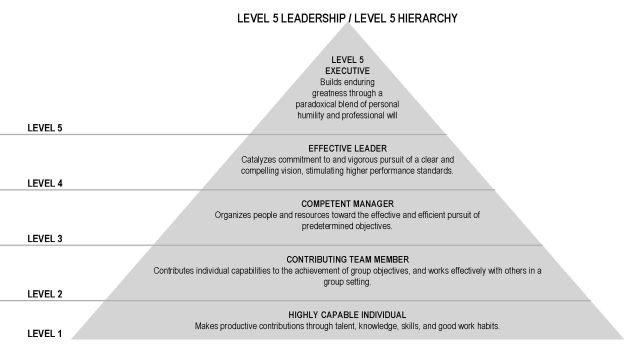 LEVEL 5 LEADERSHIP / LEVEL 5 HIERARCHY
LEVEL 5
EXECUTIVE
Builds enduring
greatness through a
paradoxical blend of personal
humility and professional will
LEVEL 5
EFFECTIVE LEADER
Catalyzes commitment to and vigorous pursuit of a clear and
compelling vision, stimulating higher performance standards.
LEVEL 4
COMPETENT MANAGER
Organizes people and resources toward the effective and efficient pursuit of
predetermined objectives.
LEVEL 3
CONTRIBUTING TEAM MEMBER
Contributes individual capabilities to the achievement of group objectives, and works effectively with others in a
group setting.
LEVEL 2
HIGHLY CAPABLE INDIVIDUAL
Makes productive contributions through talent, knowledge, skills, and good work habits.
LEVEL 1